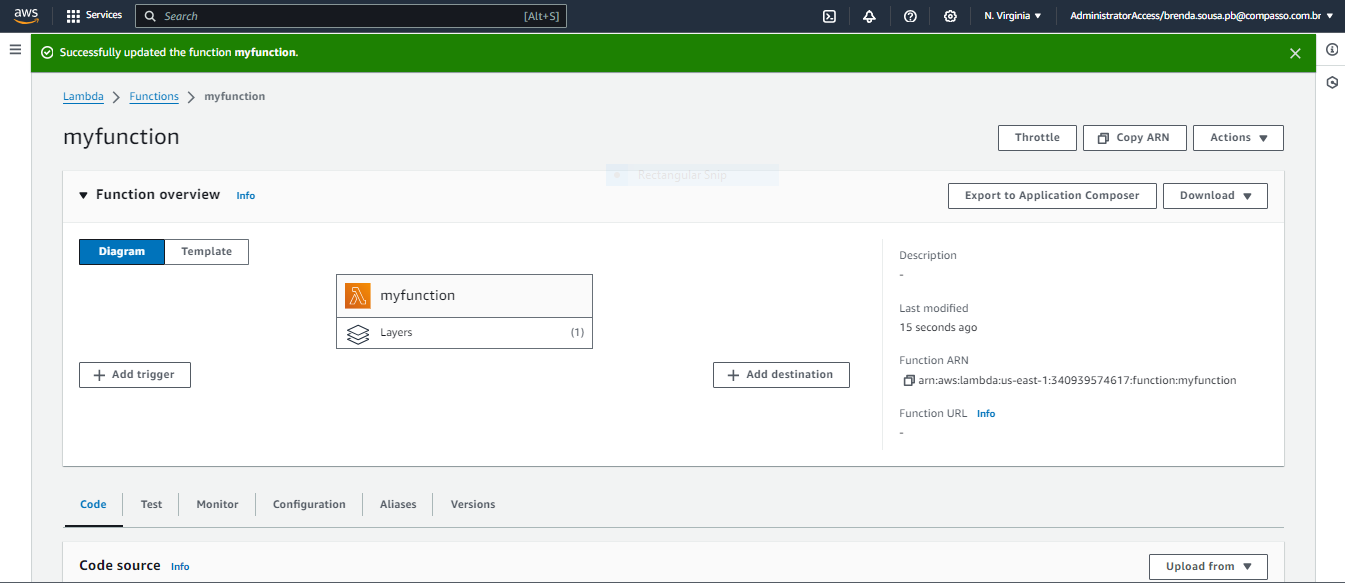 aws Services Search [Alt+S] N. Virginia AdministratorAccess/brenda.sousa.pb@compasso.com.br
Successfully updated the function myfunction.
Lambda Functions myfunction
myfunction
Throttle Copy ARN Actions
Rectangular Snip
Function overview Info
Export to Application Composer Download
Diagram Template
myfunction
Layers (1)
Add trigger
Add destination
Description
-
Last modified
15 seconds ago
Function ARN
arn:aws:lambda:us-east-1:340939574617:function:myfunction
Function URL Info
-
Code Test Monitor Configuration Aliases Versions
Code source Info
Upload from